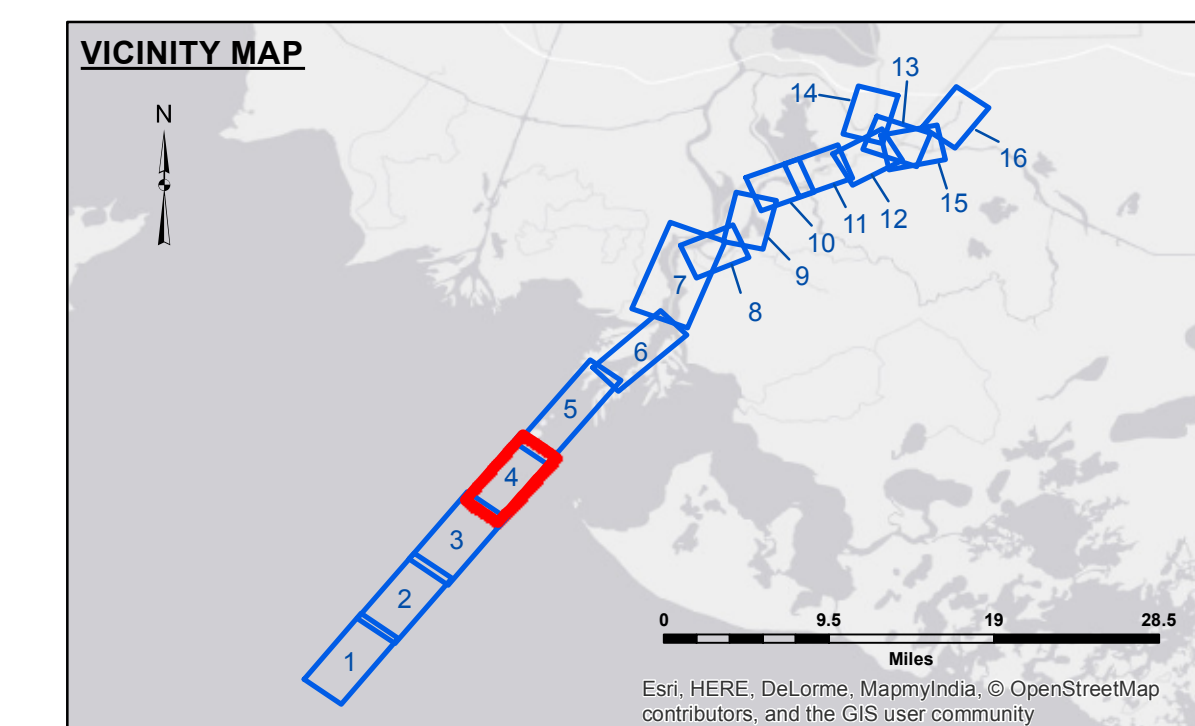 VICINITY MAP
N
13
14
16
15
12
11
10
9
8
7
6
5
4
3
2
1
0 9.5 19 28.5
Miles
Esri, HERE, DeLorme, MapmyIndia, © OpenStreetMap
contributors, and the GIS user community